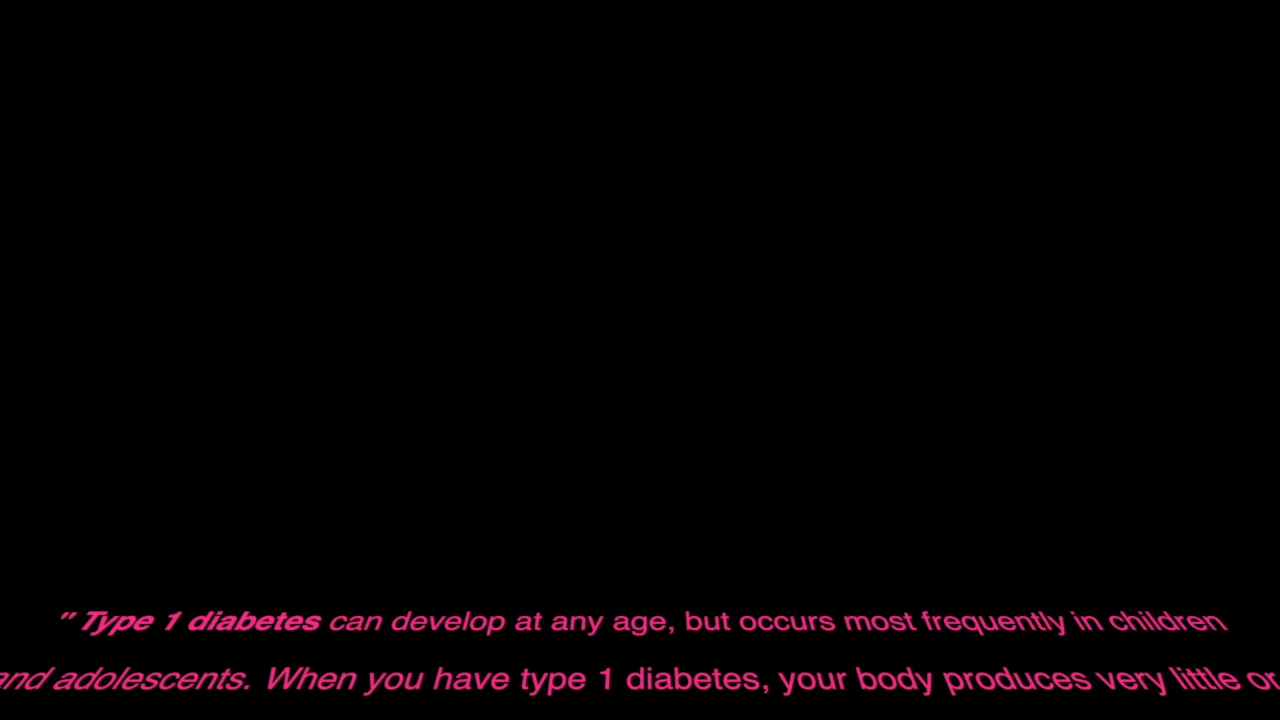 " Type 1 diabetes can develop at any age, but occurs most frequently in children
and adolescents. When you have type 1 diabetes, your body produces very little or